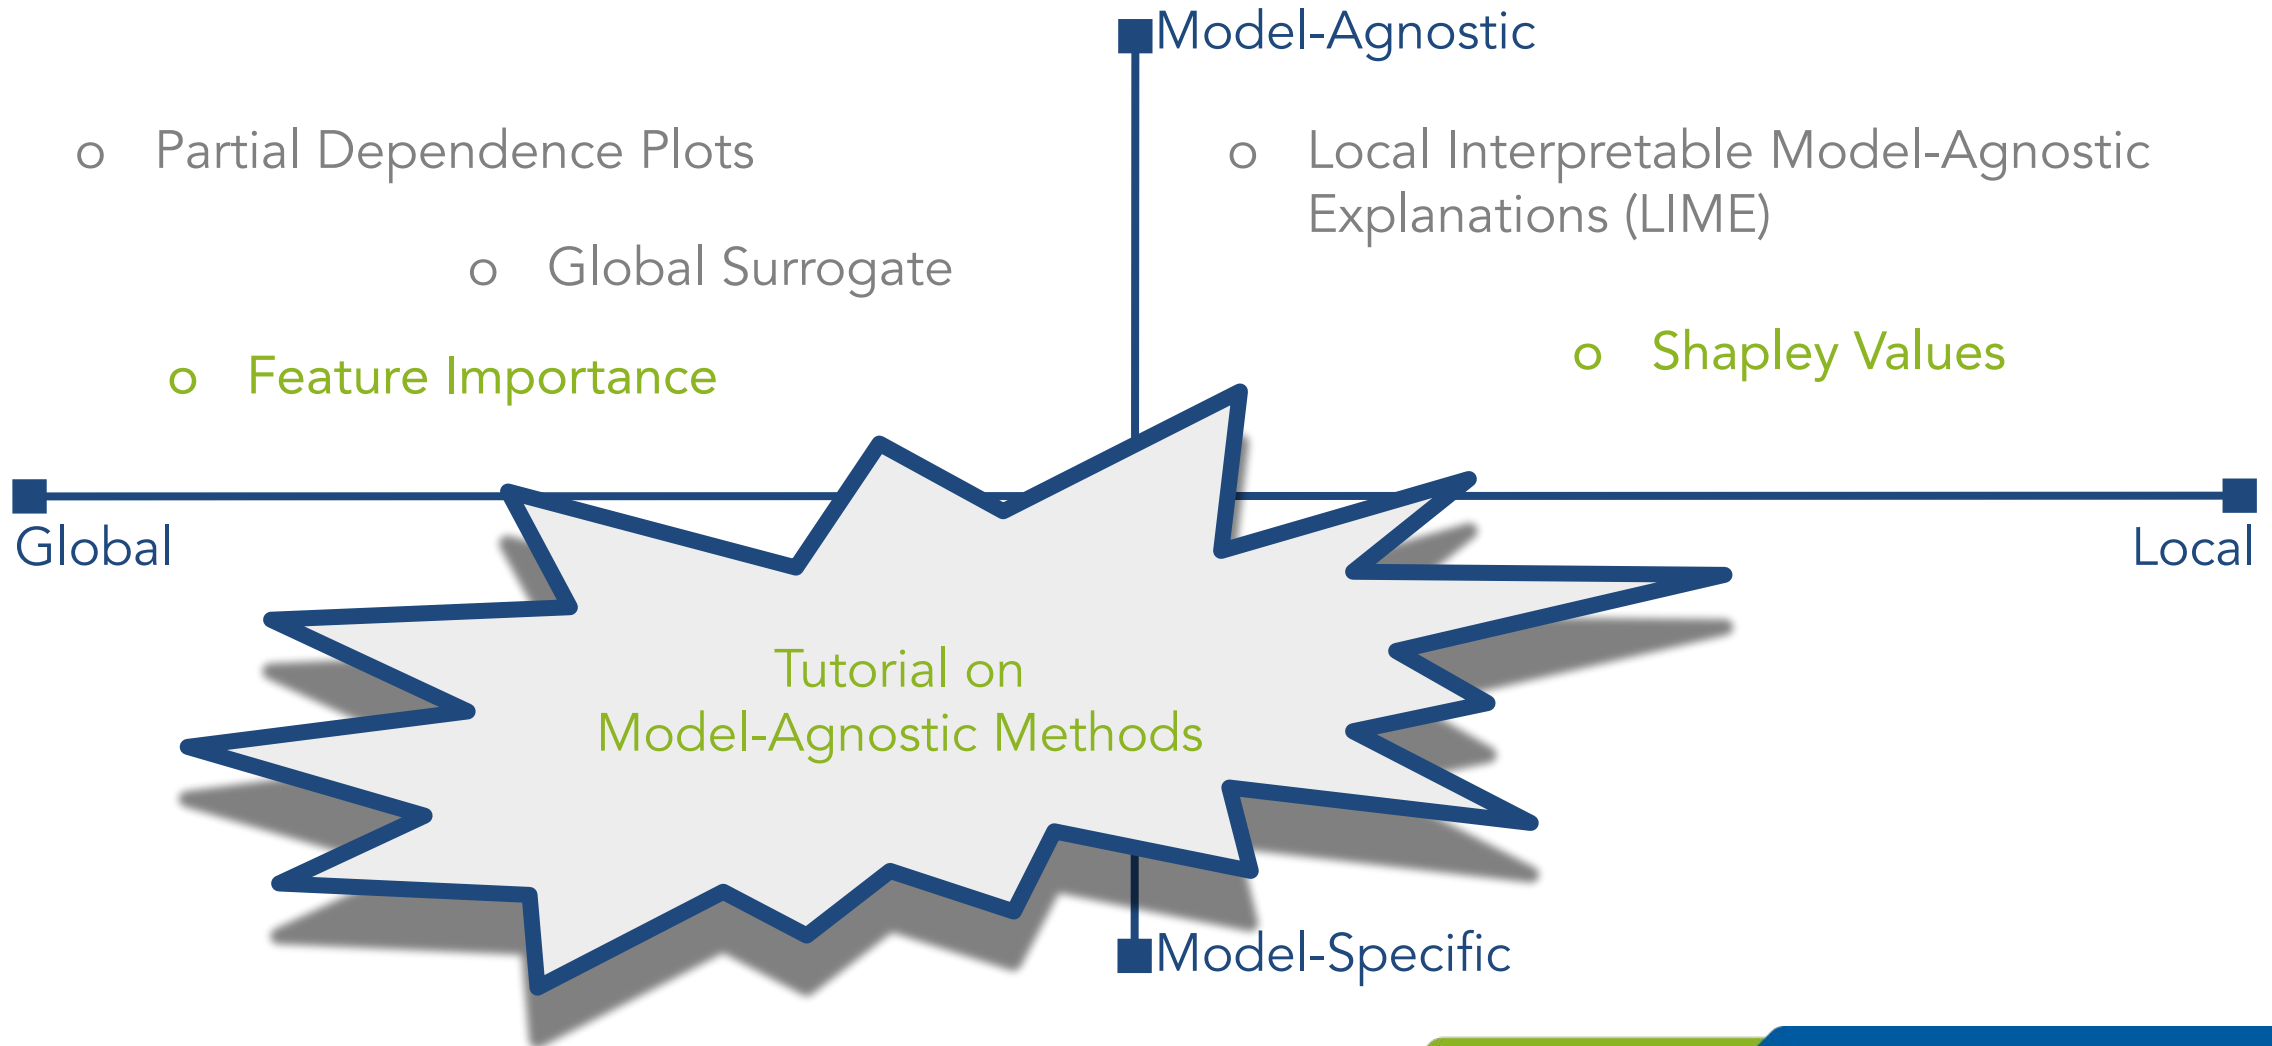 Model-Agnostic
o Partial Dependence Plots
o Local Interpretable Model-Agnostic
Explanations (LIME)
o Global Surrogate
o Feature Importance
o Shapley Values
Global
Local
Tutorial on
Model-Agnostic Methods
Model-Specific